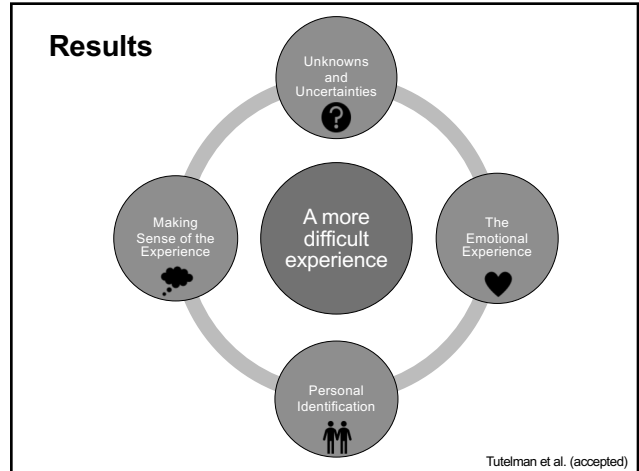 Results
Unknowns
and
Uncertainties
?
Making
Sense of the
Experience
A more
difficult
experience
The
Emotional
Experience
Personal
Identification
Tutelman et al. (accepted)